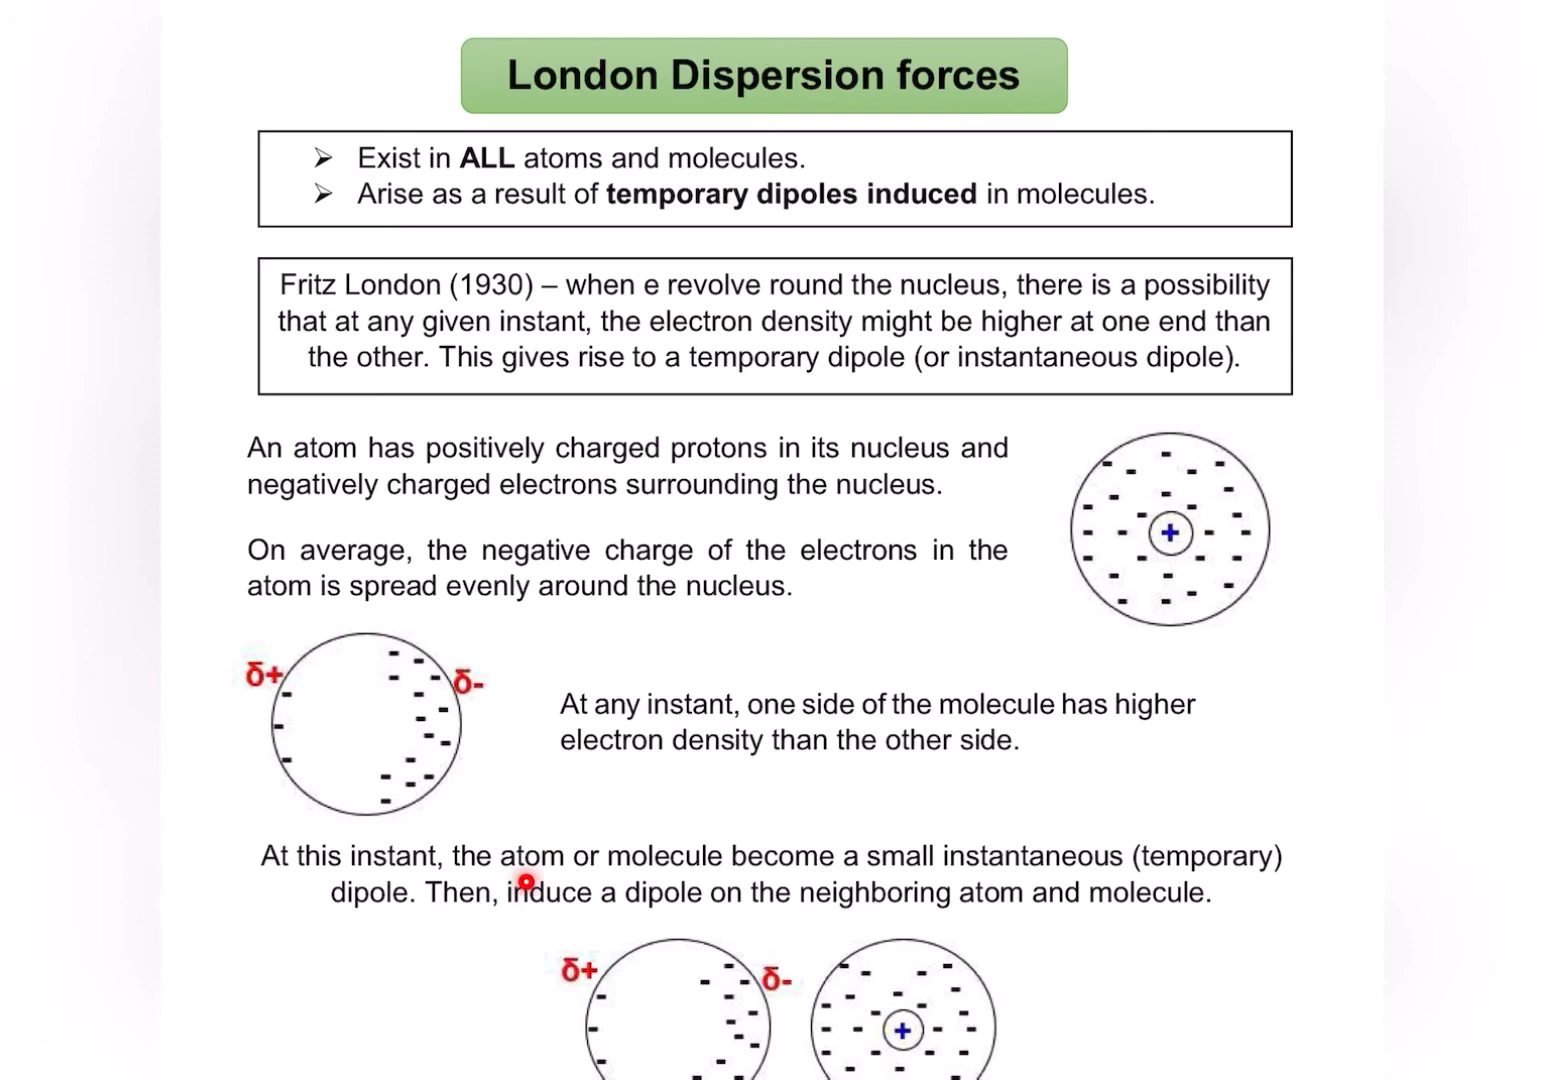 London Dispersion forces
➢ Exist in ALL atoms and molecules.
➢ Arise as a result of temporary dipoles induced in molecules.
Fritz London (1930) – when e revolve round the nucleus, there is a possibility
that at any given instant, the electron density might be higher at one end than
the other. This gives rise to a temporary dipole (or instantaneous dipole).
An atom has positively charged protons in its nucleus and
negatively charged electrons surrounding the nucleus.
+
On average, the negative charge of the electrons in the
atom is spread evenly around the nucleus.
δ+ δ-
At any instant, one side of the molecule has higher
electron density than the other side.
At this instant, the atom or molecule become a small instantaneous (temporary)
dipole. Then, induce a dipole on the neighboring atom and molecule.
δ+ δ-
+